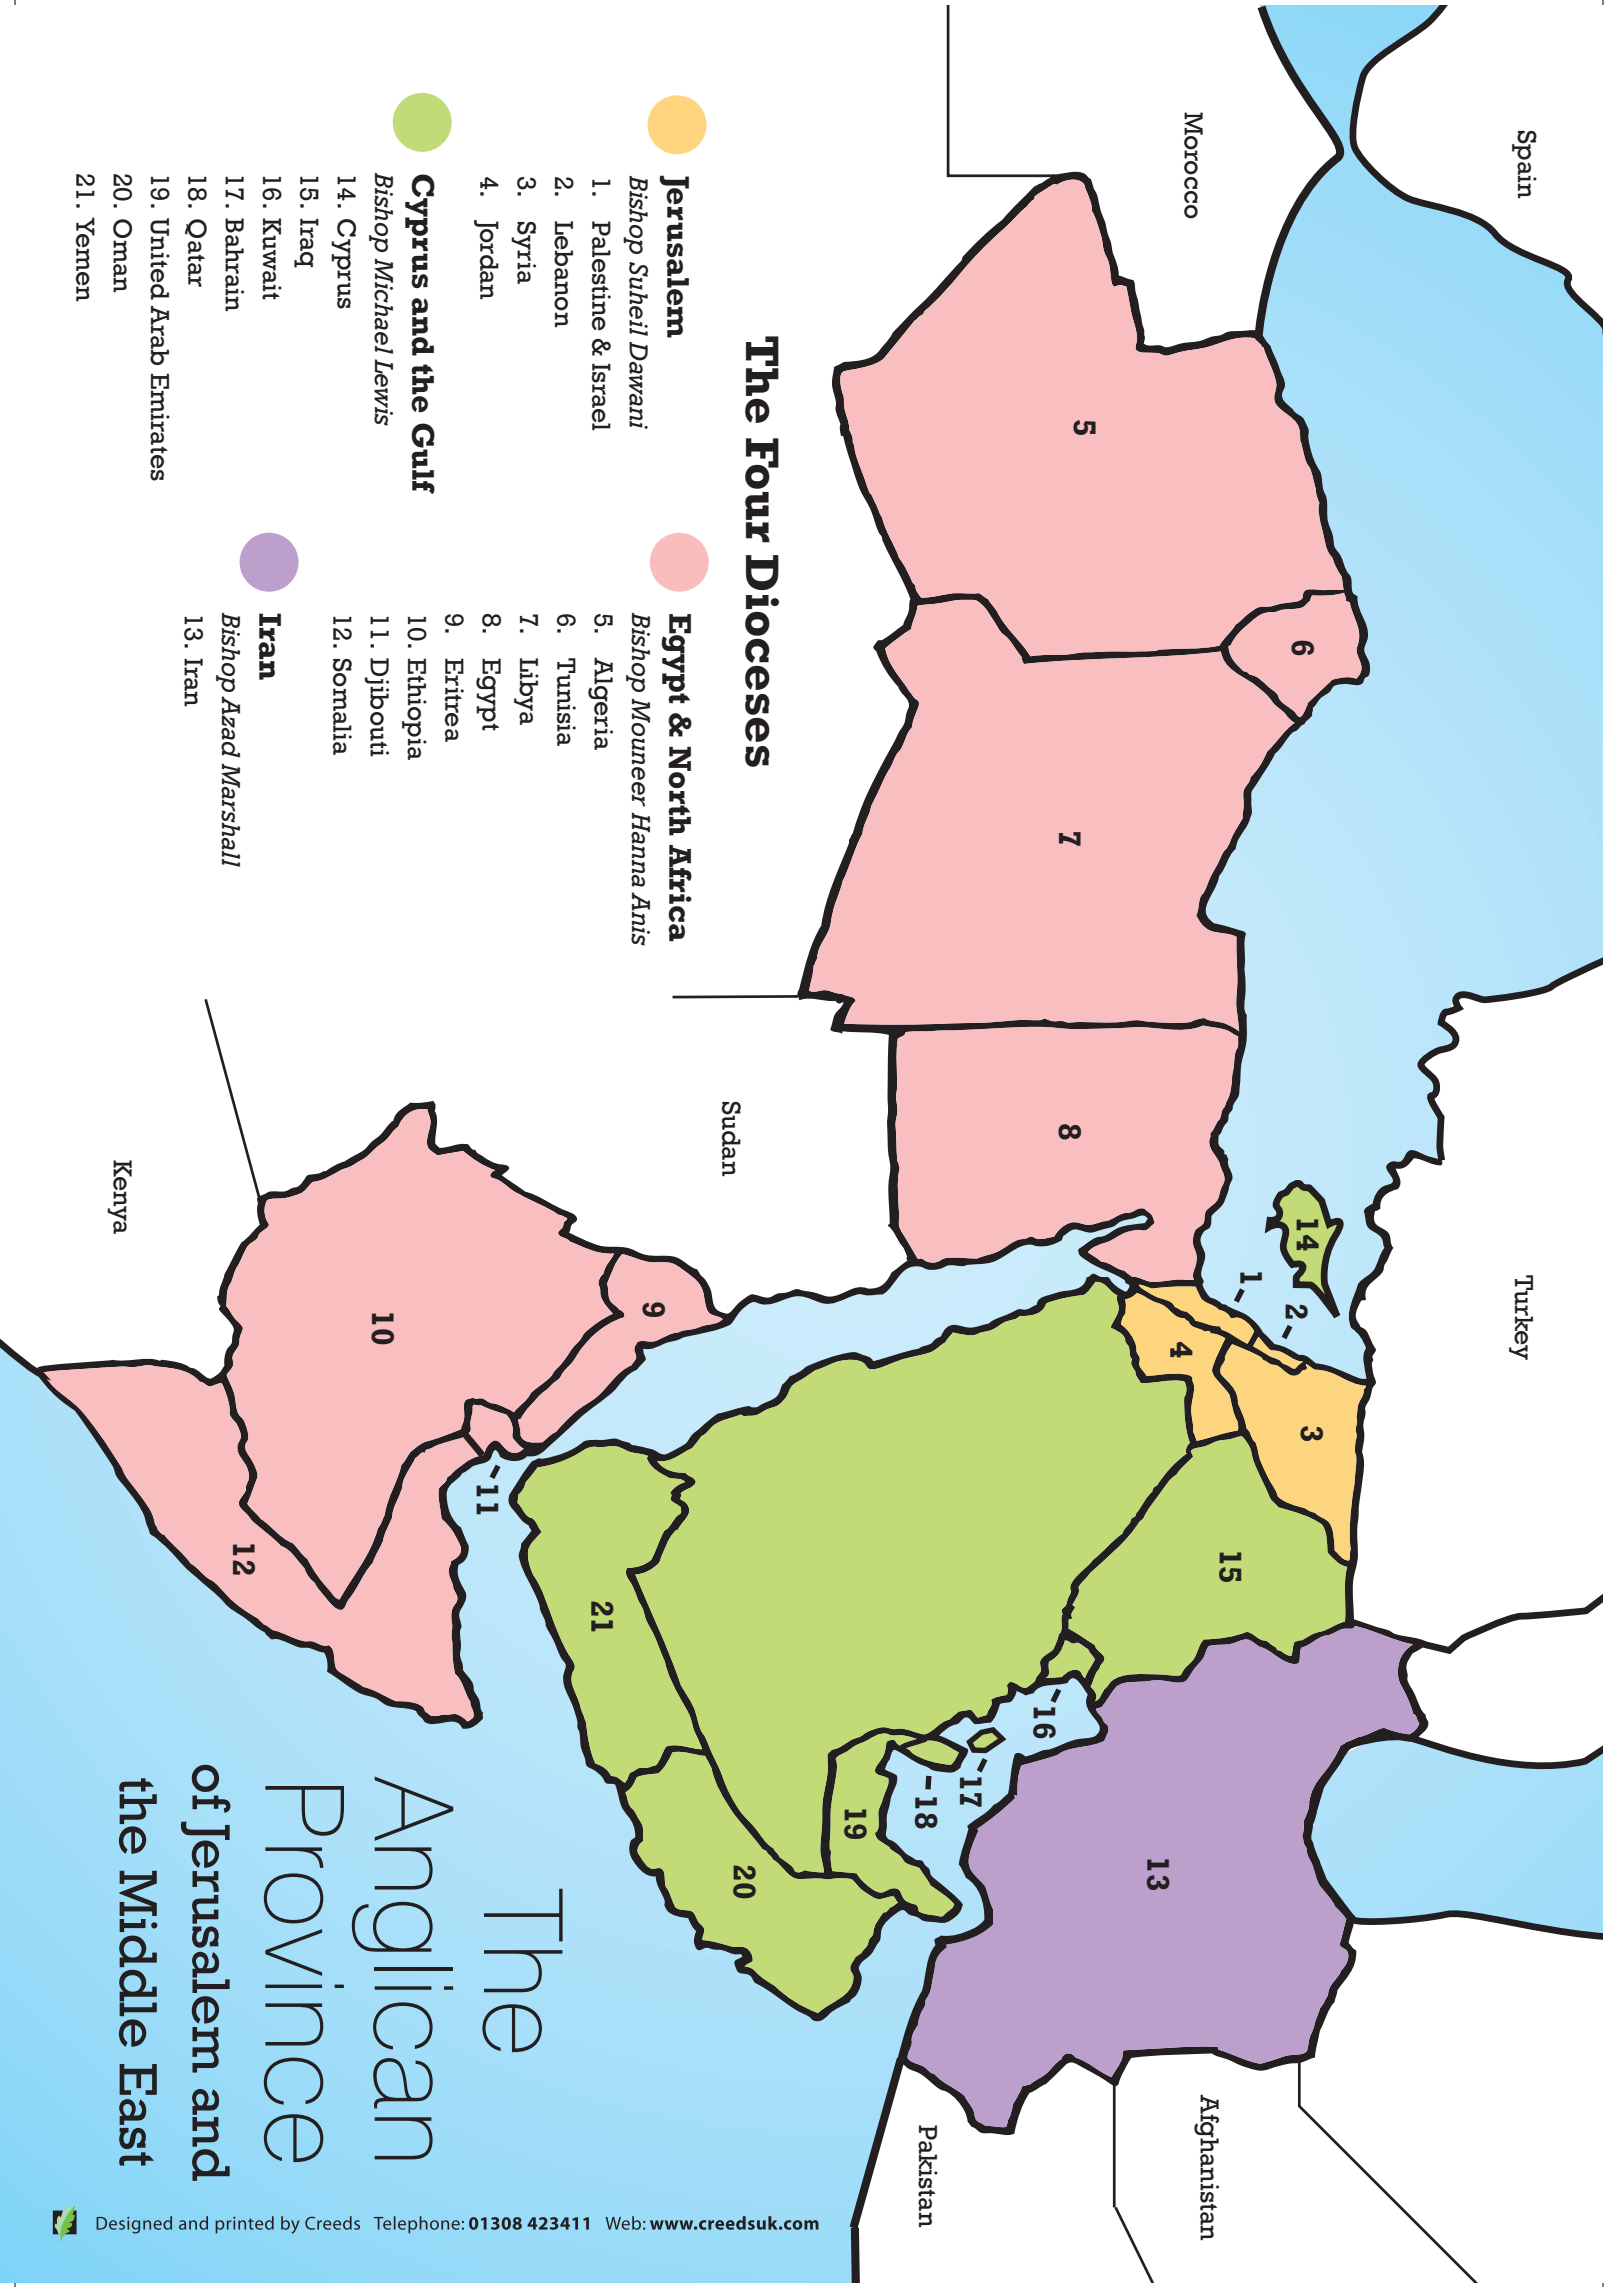 Spain
Morocco
Turkey
Sudan
Kenya
Afghanistan
Pakistan
5
6
7
8
14
1
2
3
4
9
10
11
12
15
16
17
18
19
20
21
13
The Four Dioceses
Jerusalem
Bishop Suheil Dawani
1. Palestine & Israel
2. Lebanon
3. Syria
4. Jordan
Cyprus and the Gulf
Bishop Michael Lewis
14. Cyprus
15. Iraq
16. Kuwait
17. Bahrain
18. Qatar
19. United Arab Emirates
20. Oman
21. Yemen
Egypt & North Africa
Bishop Mouneer Hanna Anis
5. Algeria
6. Tunisia
7. Libya
8. Egypt
9. Eritrea
10. Ethiopia
11. Djibouti
12. Somalia
Iran
Bishop Azad Marshall
13. Iran
The
Anglican
Province
of Jerusalem and
the Middle East
Designed and printed by Creeds Telephone: 01308 423411 Web: www.creedsuk.com